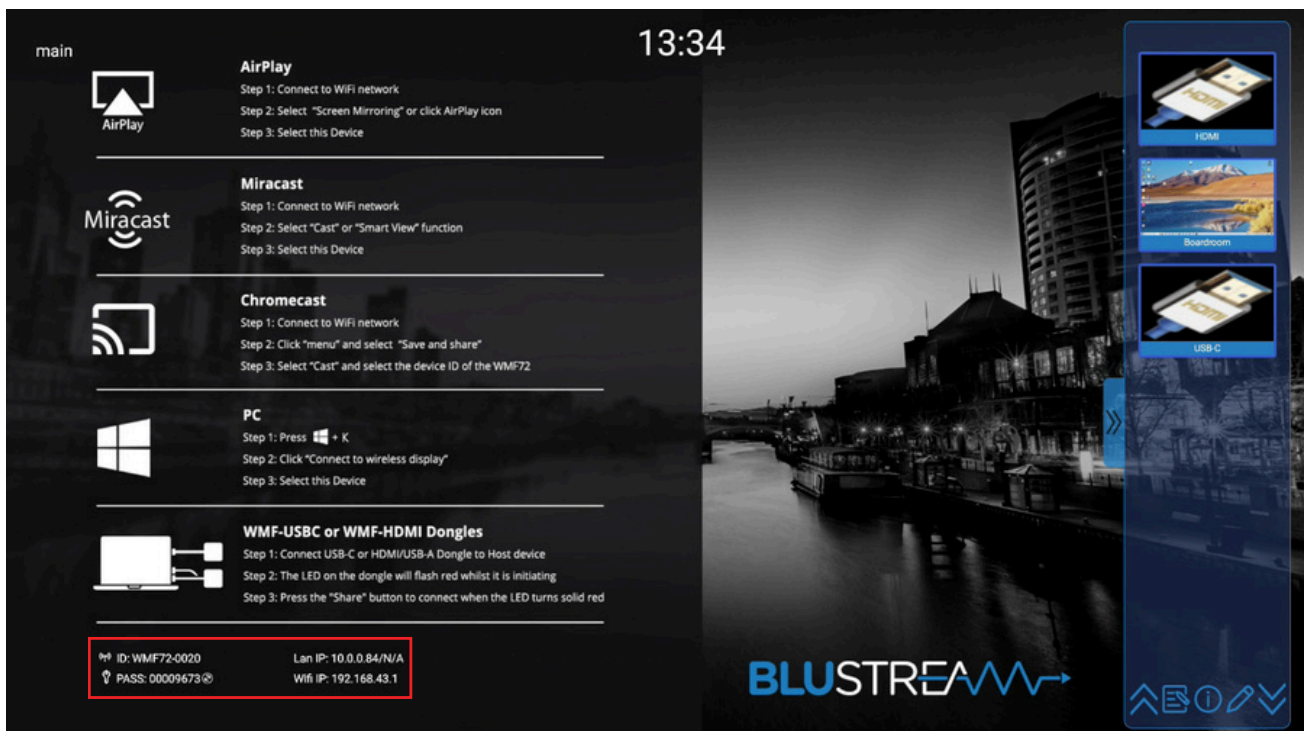 main
13:34
AirPlay
AirPlay
Step 1: Connect to WiFi network
Step 2: Select "Screen Mirroring" or click AirPlay icon
Step 3: Select this Device
Miracast
Miracast
Step 1: Connect to WiFi network
Step 2: Select "Cast" or "Smart View" function
Step 3: Select this Device
Chromecast
Step 1: Connect to WiFi network
Step 2: Click "menu" and select "Save and share"
Step 3: Select "Cast" and select the device ID of the WMF72
PC
Step 1: Press + K
Step 2: Click "Connect to wireless display"
Step 3: Select this Device
WMF-USBC or WMF-HDMI Dongles
Step 1: Connect USB-C or HDMI/USB-A Dongle to Host device
Step 2: The LED on the dongle will flash red whilst it is initiating
Step 3: Press the "Share" button to connect when the LED turns solid red
ID: WMF72-0020 Lan IP: 10.0.0.84/N/A
PASS: 00009673 Wifi IP: 192.168.43.1
BLUSTREAM
HDMI
HDMI
Boardroom
HDMI
USB-C